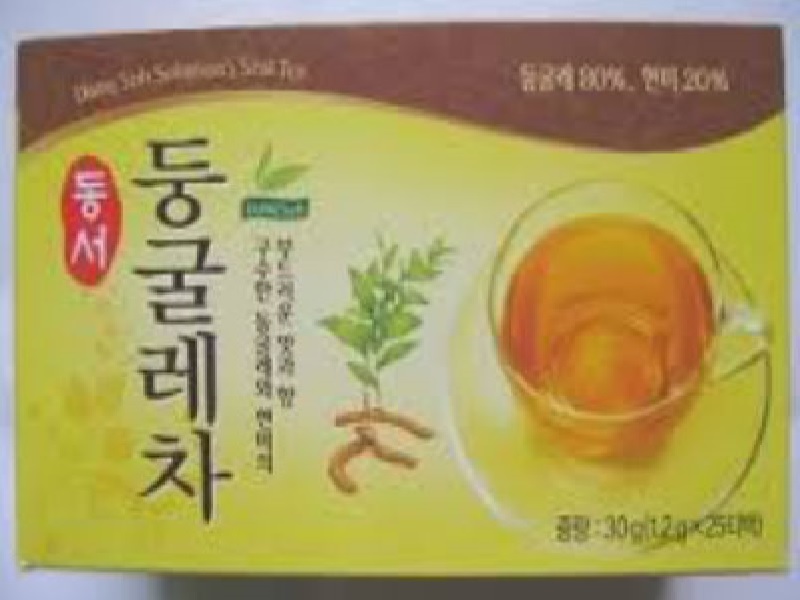 Dong Suh Solomon's Seal Tea
둥굴레 80%, 현미 20%
동서
둥굴레차
구수한 둥굴레와 현미의
부드러운 맛과 향
중량 : 30g(1.2g×25티백)